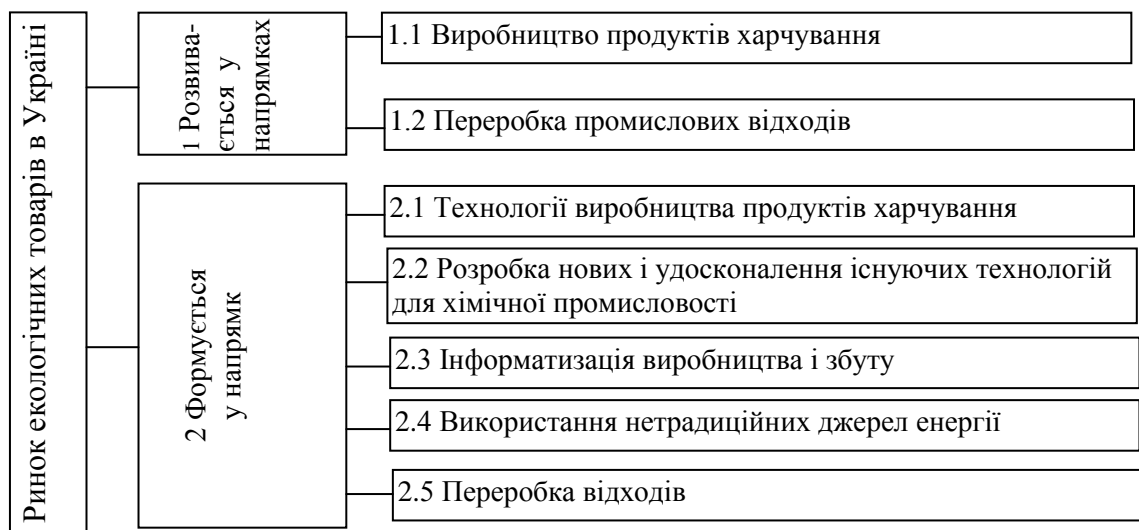 Ринок екологічних товарів в Україні
1 Розвива-
ється у
напрямках
1.1 Виробництво продуктів харчування
1.2 Переробка промислових відходів
2 Формується
у напрямк
2.1 Технології виробництва продуктів харчування
2.2 Розробка нових і удосконалення існуючих технологій
для хімічної промисловості
2.3 Інформатизація виробництва і збуту
2.4 Використання нетрадиційних джерел енергії
2.5 Переробка відходів